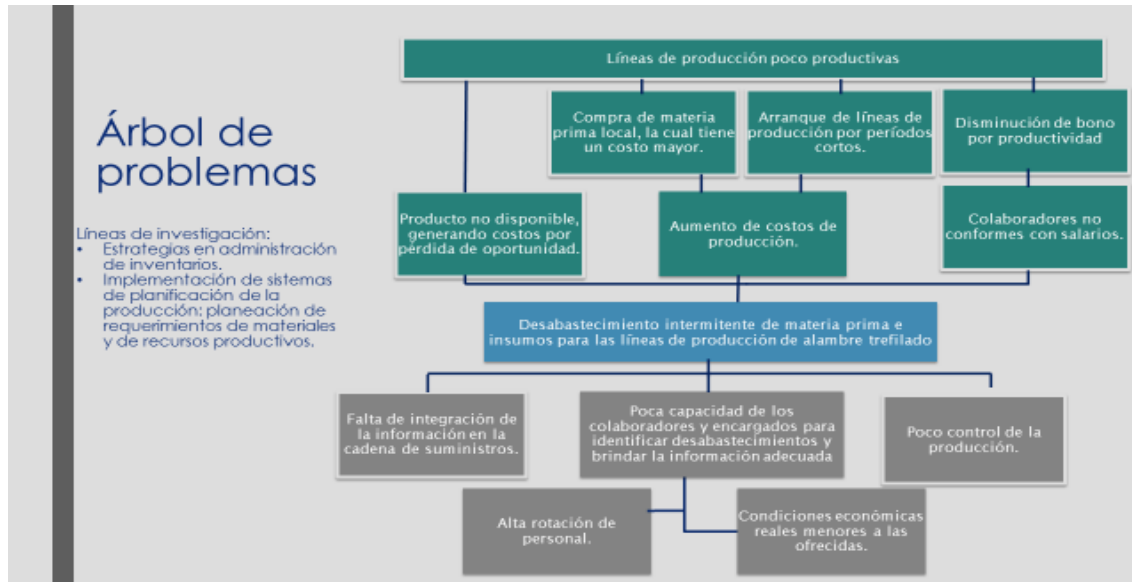 Árbol de
problemas
Líneas de investigación:
• Estrategias en administración
de inventarios.
• Implementación de sistemas
de planificación de la
producción: planeación de
requerimientos de materiales
y de recursos productivos.
Líneas de producción poco productivas
Compra de materia
prima local, la cual tiene
un costo mayor.
Arranque de líneas de
producción por períodos
cortos.
Disminución de bono
por productividad
Producto no disponible,
generando costos por
pérdida de oportunidad.
Aumento de costos de
producción.
Colaboradores no
conformes con salarios.
Desabastecimiento intermitente de materia prima e
insumos para las líneas de producción de alambre trefilado
Falta de integración de
la información en la
cadena de suministros.
Poca capacidad de los
colaboradores y encargados para
identificar desabastecimientos y
brindar la información adecuada
Poco control de la
producción.
Alta rotación de
personal.
Condiciones económicas
reales menores a las
ofrecidas.